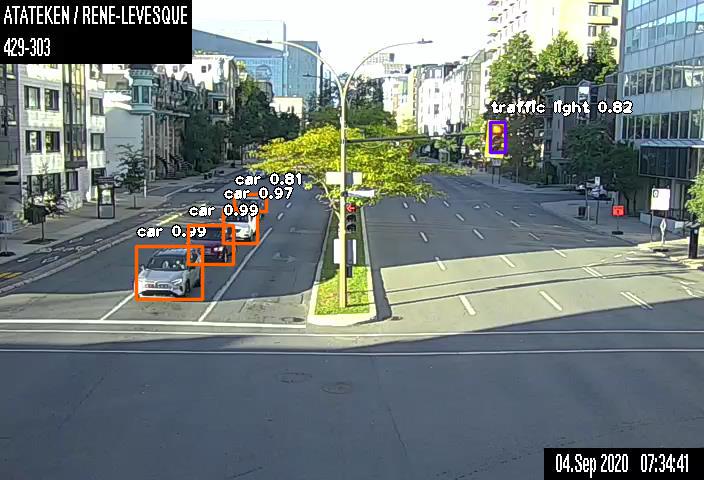 ATATEKEN / RENE-LEVESQUE
429-303
traffic light 0.82
car 0.81
car 0.97
car 0.99
car 0.99
04.Sep 2020 07:34:41